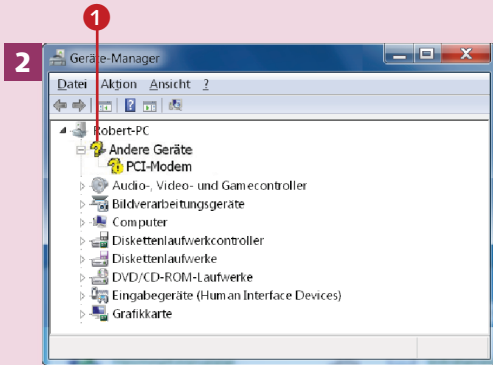 1
2
Geräte-Manager
Datei Aktion Ansicht ?
Robert-PC
Andere Geräte
PCI-Modem
Audio-, Video- und Gamecontroller
Bildverarbeitungsgeräte
Computer
Diskettenlaufwerkcontroller
Diskettenlaufwerke
DVD/CD-ROM-Laufwerke
Eingabegeräte (Human Interface Devices)
Grafikkarte